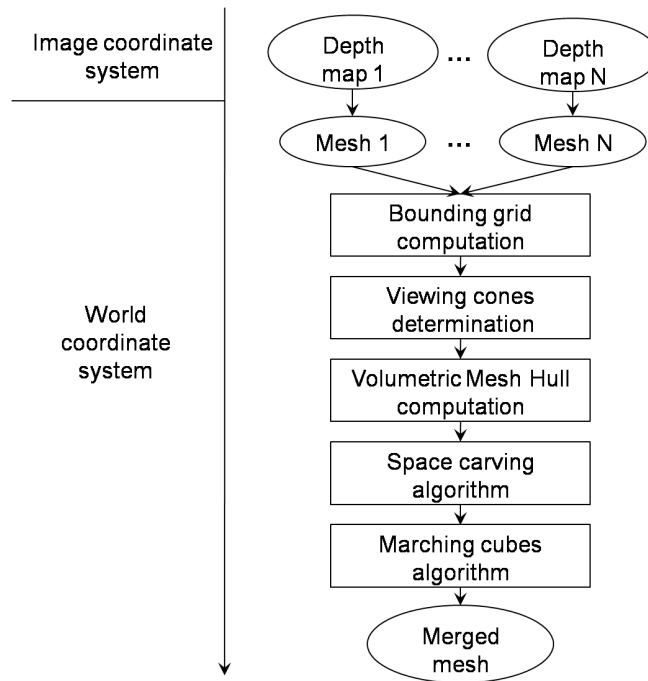 Image coordinate
system
Depth
map 1
...
Depth
map N
Mesh 1
...
Mesh N
Bounding grid
computation
Viewing cones
determination
World
coordinate
system
Volumetric Mesh Hull
computation
Space carving
algorithm
Marching cubes
algorithm
Merged
mesh